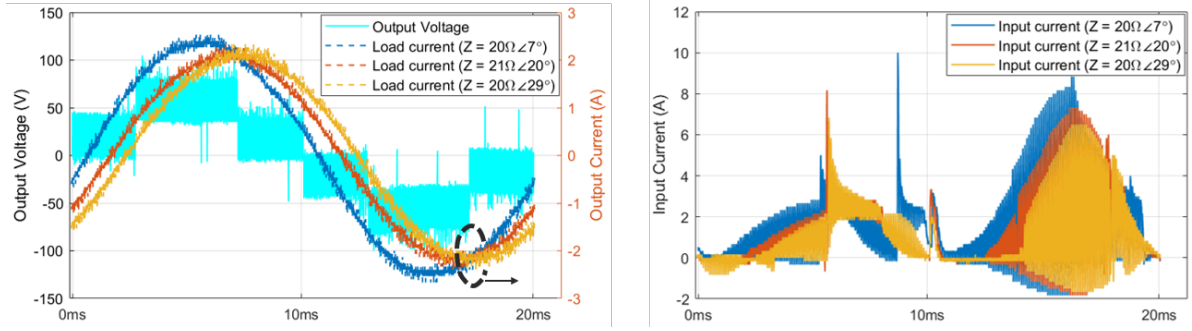 150
100
50
0
-50
-100
-150
Output Voltage (V)
0ms
10ms
20ms
3
2
1
0
-1
-2
-3
Output Current (A)
Output Voltage
Load current (Z = 20Ω∠7°)
Load current (Z = 21Ω∠20°)
Load current (Z = 20Ω∠29°)
12
10
8
6
4
2
0
-2
Input Current (A)
0ms
10ms
20ms
Input current (Z = 20Ω∠7°)
Input current (Z = 21Ω∠20°)
Input current (Z = 20Ω∠29°)